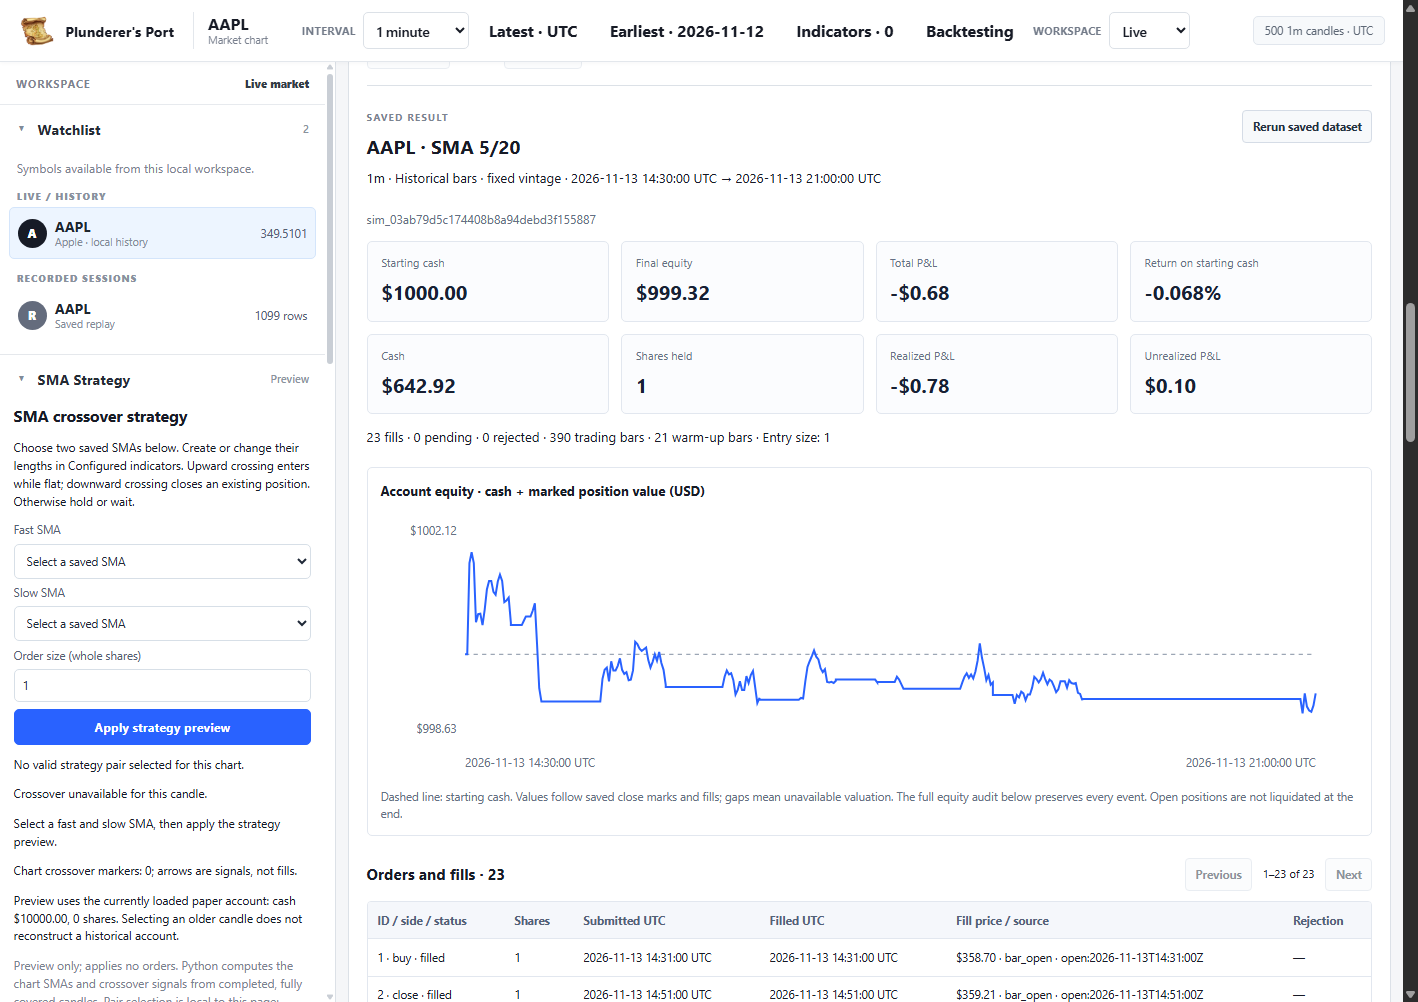 Plunderer's Port
AAPL
Market chart
INTERVAL
1 minute
Latest · UTC
Earliest · 2026-11-12
Indicators · 0
Backtesting
WORKSPACE
Live
500 1m candles · UTC
WORKSPACE
Live market
Watchlist
2
Symbols available from this local workspace.
LIVE / HISTORY
A
AAPL
Apple · local history
349.5101
RECORDED SESSIONS
R
AAPL
Saved replay
1099 rows
SMA Strategy
Preview
SMA crossover strategy
Choose two saved SMAs below. Create or change their
lengths in Configured indicators. Upward crossing enters
while flat; downward crossing closes an existing position.
Otherwise hold or wait.
Fast SMA
Select a saved SMA
Slow SMA
Select a saved SMA
Order size (whole shares)
1
Apply strategy preview
No valid strategy pair selected for this chart.
Crossover unavailable for this candle.
Select a fast and slow SMA, then apply the strategy
preview.
Chart crossover markers: 0; arrows are signals, not fills.
Preview uses the currently loaded paper account: cash
$10000.00, 0 shares. Selecting an older candle does not
reconstruct a historical account.
Preview only; applies no orders. Python computes the
chart SMAs and crossover signals from completed, fully
covered candles. Pair selection is local to this page;
SAVED RESULT
AAPL · SMA 5/20
Rerun saved dataset
1m · Historical bars · fixed vintage · 2026-11-13 14:30:00 UTC → 2026-11-13 21:00:00 UTC
sim_03ab79d5c174408b8a94debd3f155887
Starting cash
$1000.00
Final equity
$999.32
Total P&L
-$0.68
Return on starting cash
-0.068%
Cash
$642.92
Shares held
1
Realized P&L
-$0.78
Unrealized P&L
$0.10
23 fills · 0 pending · 0 rejected · 390 trading bars · 21 warm-up bars · Entry size: 1
Account equity · cash + marked position value (USD)
$1002.12
$998.63
2026-11-13 14:30:00 UTC
2026-11-13 21:00:00 UTC
Dashed line: starting cash. Values follow saved close marks and fills; gaps mean unavailable valuation. The full equity audit below preserves every event. Open positions are not liquidated at the
end.
Orders and fills · 23
Previous
1–23 of 23
Next
ID / side / status
Shares
Submitted UTC
Filled UTC
Fill price / source
Rejection
1 · buy · filled
1
2026-11-13 14:31:00 UTC
2026-11-13 14:31:00 UTC
$358.70 · bar_open · open:2026-11-13T14:31:00Z
—
2 · close · filled
1
2026-11-13 14:51:00 UTC
2026-11-13 14:51:00 UTC
$359.21 · bar_open · open:2026-11-13T14:51:00Z
—